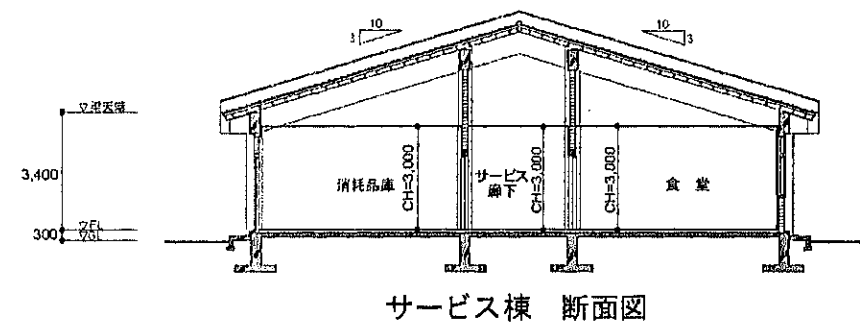 10
3
10
3
▽梁天端
3,400
▽FL
300
▽GL
消耗品庫
CH=3,000
サービス
廊下
CH=3,000
CH=3,000
食堂
サービス棟 断面図